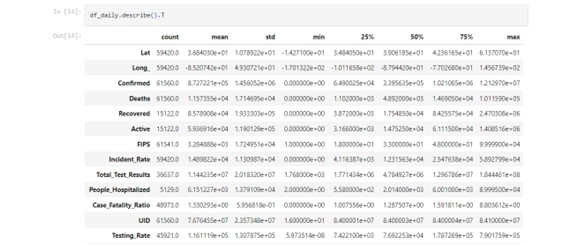 In [14]: df_daily.describe().T
Out[14]:
count mean std min 25% 50% 75% max
Lat 59420.0 3.684030e+01 1.078922e+01 -1.427100e+01 3.484050e+01 3.906185e+01 4.236165e+01 6.137070e+01
Long_ 59420.0 -8.520742e+01 4.930721e+01 -1.701322e+02 -1.011658e+02 -8.794420e+01 -7.702680e+01 1.456739e+02
Confirmed 61560.0 8.727221e+05 1.456052e+06 0.000000e+00 6.490025e+04 3.395635e+05 1.021065e+06 1.212970e+07
Deaths 61560.0 1.157355e+04 1.714695e+04 0.000000e+00 1.102000e+03 4.892000e+03 1.469050e+04 1.011590e+05
Recovered 15122.0 8.578908e+04 1.933303e+05 0.000000e+00 3.872000e+03 1.754850e+04 8.425575e+04 2.470308e+06
Active 15122.0 5.936916e+04 1.190129e+05 0.000000e+00 3.166000e+03 1.475250e+04 6.111500e+04 1.408516e+06
FIPS 61541.0 3.284888e+03 1.724951e+04 1.000000e+00 1.800000e+01 3.300000e+01 4.800000e+01 9.999900e+04
Incident_Rate 59420.0 1.489822e+04 1.130987e+04 0.000000e+00 4.116387e+03 1.231563e+04 2.547638e+04 5.892799e+04
Total_Test_Results 36637.0 1.144235e+07 2.018320e+07 1.768000e+03 1.771434e+06 4.784927e+06 1.296786e+07 1.844461e+08
People_Hospitalized 5129.0 6.151227e+03 1.379109e+04 2.000000e+00 5.580000e+02 2.014000e+03 6.001000e+03 8.999500e+04
Case_Fatality_Ratio 48973.0 1.330293e+00 5.956818e-01 0.000000e+00 1.007556e+00 1.287507e+00 1.591811e+00 8.803612e+00
UID 61560.0 7.676455e+07 2.357348e+07 1.600000e+01 8.400001e+07 8.400003e+07 8.400004e+07 8.410000e+07
Testing_Rate 45921.0 1.161119e+05 1.307875e+05 5.973514e-08 7.422100e+03 7.692253e+04 1.787269e+05 7.901759e+05